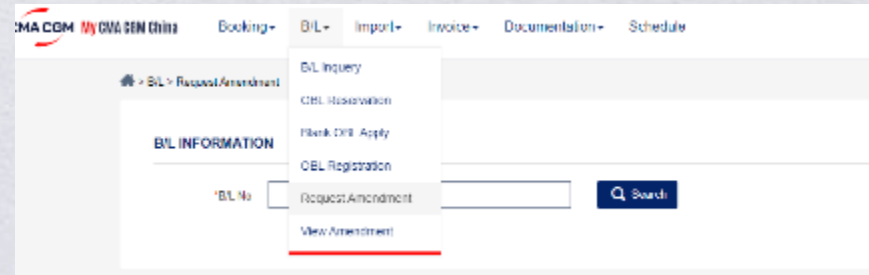 CMA CGM My CMA CGM China Booking B/L Import Invoice Documentation Schedule
> B/L > Request Amendment
B/L Inquery
OBL Reservation
Blank OBL Apply
OBL Registration
Request Amendment
View Amendment
B/L INFORMATION
*B/L No
Search